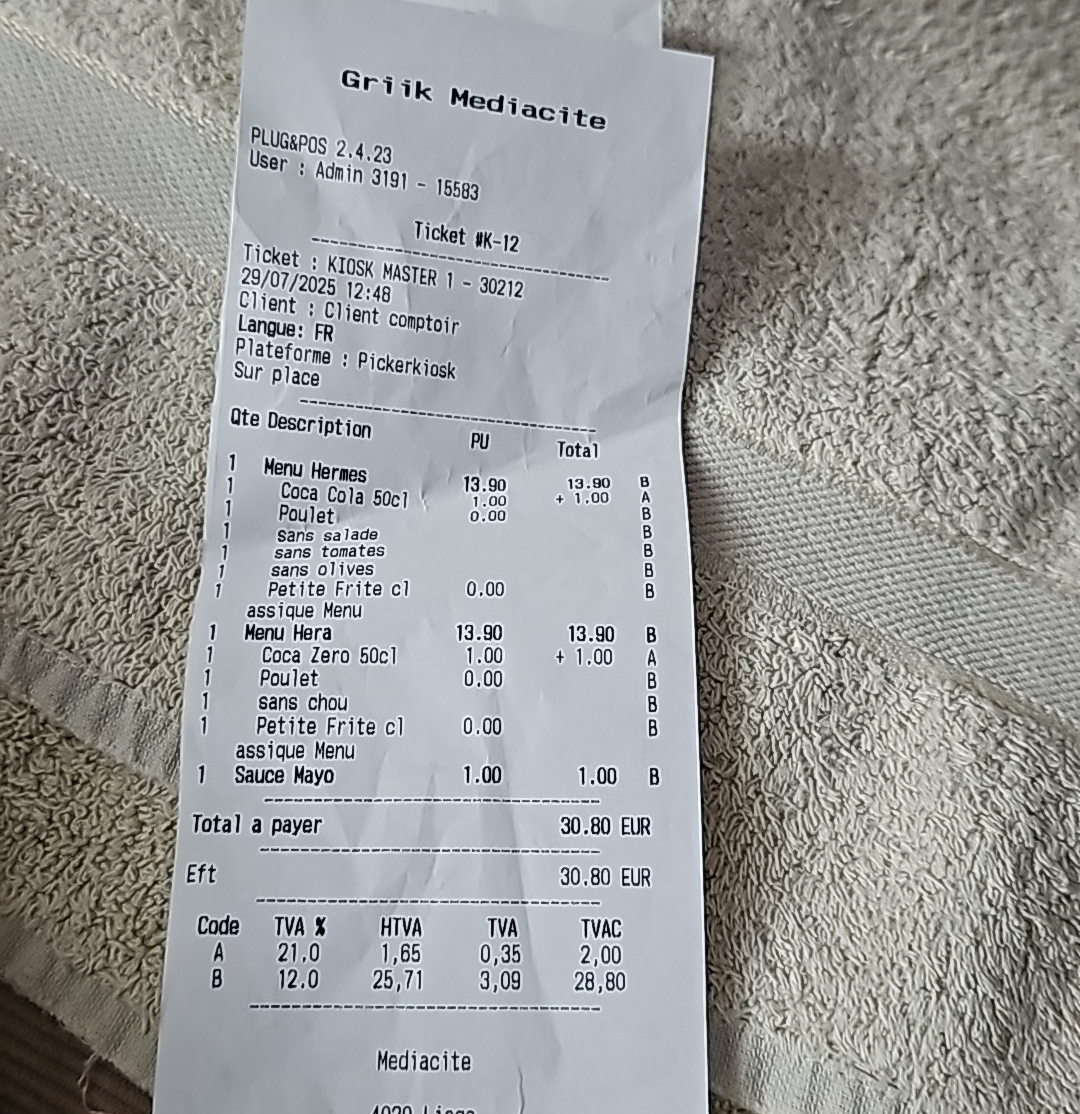 Griik Mediacite
PLUG&POS 2.4.23
User : Admin 3191 - 15583
Ticket #K-12
Ticket : KIOSK MASTER 1 - 30212
29/07/2025 12:48
Client : Client comptoir
Langue: FR
Plateforme : Pickerkiosk
Sur place
Qte Description PU Total
1 Menu Hermes 13.90 13.90 B
1 Coca Cola 50cl 1.00 + 1.00 A
1 Poulet 0.00 B
1 sans salade B
1 sans tomates B
1 sans olives B
1 Petite Frite cl 0.00 B
assique Menu
1 Menu Hera 13.90 13.90 B
1 Coca Zero 50cl 1.00 + 1.00 A
1 Poulet 0.00 B
1 sans chou B
1 Petite Frite cl 0.00 B
assique Menu
1 Sauce Mayo 1.00 1.00 B
Total a payer 30.80 EUR
Eft 30.80 EUR
Code TVA % HTVA TVA TVAC
A 21.0 1,65 0,35 2,00
B 12.0 25,71 3,09 28,80
Mediacite
4020 Liege